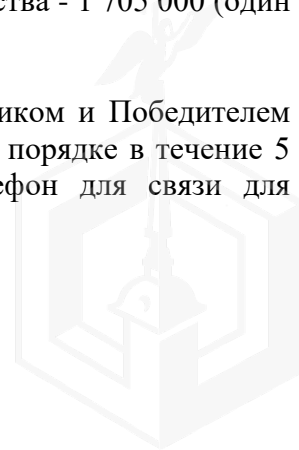 ства - 1 705 000 (один
иком и Победителем
порядке в течение 5
ефон для связи для